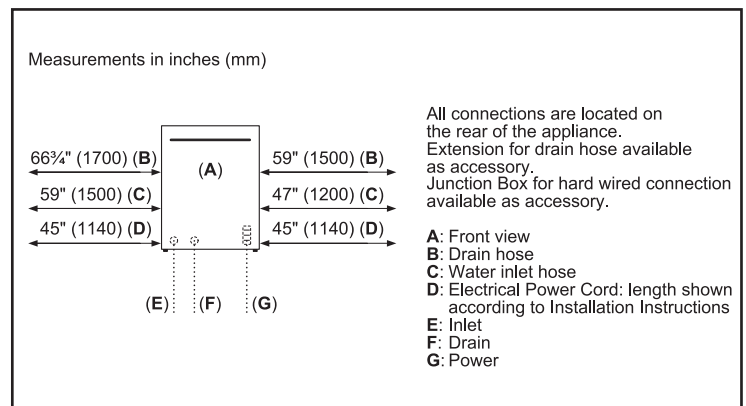 Measurements in inches (mm)
66¾" (1700) (B)
59" (1500) (C)
45" (1140) (D)
(A)
59" (1500) (B)
47" (1200) (C)
45" (1140) (D)
(E)
(F)
(G)
All connections are located on
the rear of the appliance.
Extension for drain hose available
as accessory.
Junction Box for hard wired connection
available as accessory.
A: Front view
B: Drain hose
C: Water inlet hose
D: Electrical Power Cord: length shown
according to Installation Instructions
E: Inlet
F: Drain
G: Power